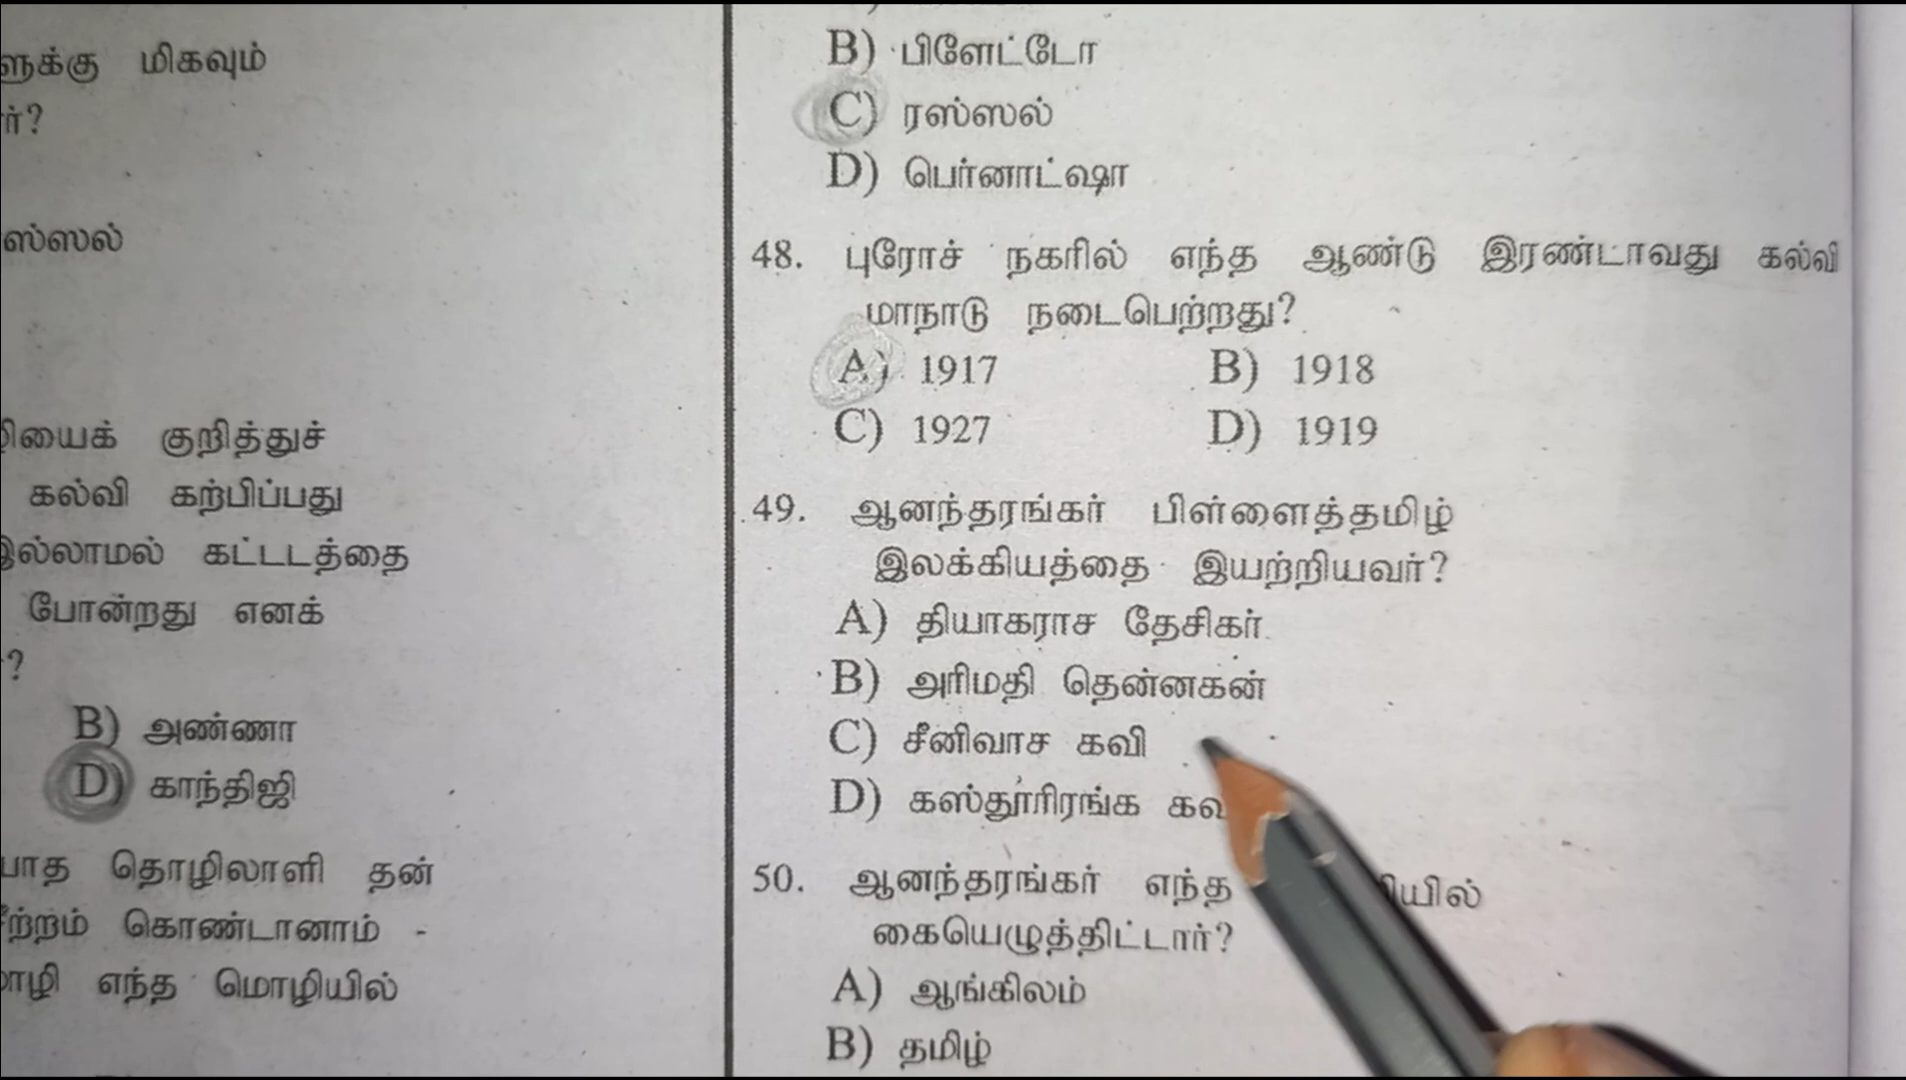 ளுக்கு மிகவும்
ர்?
ஸ்ஸல்
யைக் குறித்துச்
கல்வி கற்பிப்பது
இல்லாமல் கட்டடத்தை
போன்றது எனக்
?
B) அண்ணா
D) காந்திஜி
யாத தொழிலாளி தன்
சீற்றம் கொண்டானாம் -
மொழி எந்த மொழியில்
B) பிளேட்டோ
C) ரஸ்ஸல்
D) பெர்னாட்ஷா
48. புரோச் நகரில் எந்த ஆண்டு இரண்டாவது கல்வி
மாநாடு நடைபெற்றது?
A) 1917 B) 1918
C) 1927 D) 1919
49. ஆனந்தரங்கர் பிள்ளைத்தமிழ்
இலக்கியத்தை இயற்றியவர்?
A) தியாகராச தேசிகர்
B) அரிமதி தென்னகன்
C) சீனிவாச கவி
D) கஸ்தூரிரங்க
50. ஆனந்தரங்கர் எந்த யில்
கையெழுத்திட்டார்?
A) ஆங்கிலம்
B) தமிழ்